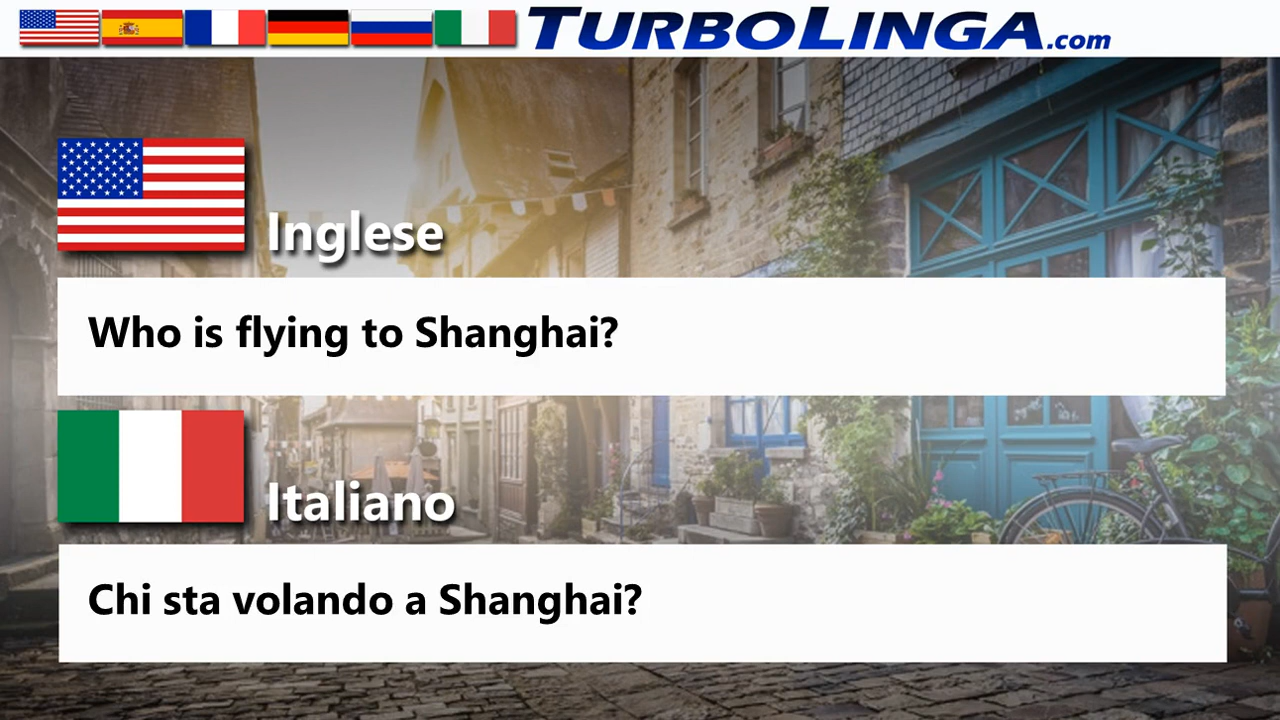 TURBOLINGA.com
Inglese
Who is flying to Shanghai?
Italiano
Chi sta volando a Shanghai?